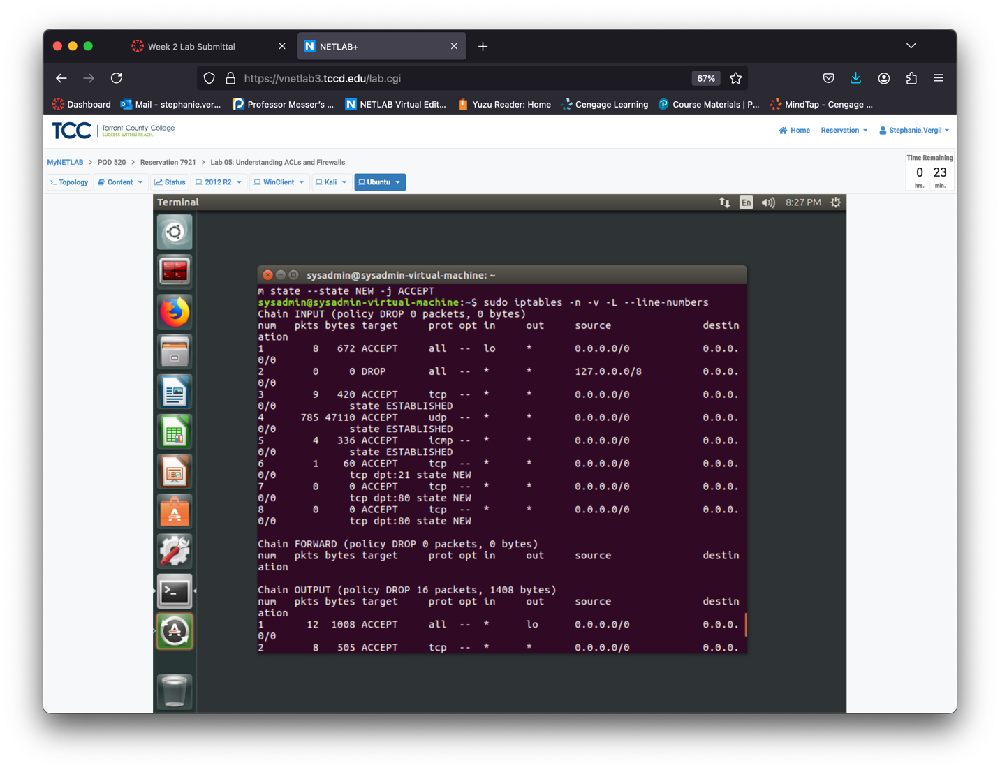 Week 2 Lab Submittal
NETLAB+
https://vnetlab3.tccd.edu/lab.cgi
67%
Dashboard
Mail - stephanie.ver...
Professor Messer's ...
NETLAB Virtual Edit...
Yuzu Reader: Home
Cengage Learning
Course Materials | P...
MindTap - Cengage ...
TCC
Tarrant County College
SUCCESS WITHIN REACH.
Home
Reservation
Stephanie.Vergil
MyNETLAB > POD 520 > Reservation 7921 > Lab 05: Understanding ACLs and Firewalls
Time Remaining
0 23
hrs. min.
Topology
Content
Status
2012 R2
WinClient
Kali
Ubuntu
Terminal
En
8:27 PM
sysadmin@sysadmin-virtual-machine: ~
m state --state NEW -j ACCEPT
sysadmin@sysadmin-virtual-machine:~$ sudo iptables -n -v -L --line-numbers
Chain INPUT (policy DROP 0 packets, 0 bytes)
num   pkts bytes target     prot opt in     out     source               destin
ation
1        8   672 ACCEPT     all  --  lo     *       0.0.0.0/0            0.0.0.
0/0
2        0     0 DROP       all  --  *      *       127.0.0.0/8          0.0.0.
0/0
3        9   420 ACCEPT     tcp  --  *      *       0.0.0.0/0            0.0.0.
0/0            state ESTABLISHED
4      785 47110 ACCEPT     udp  --  *      *       0.0.0.0/0            0.0.0.
0/0            state ESTABLISHED
5        4   336 ACCEPT     icmp --  *      *       0.0.0.0/0            0.0.0.
0/0            state ESTABLISHED
6        1    60 ACCEPT     tcp  --  *      *       0.0.0.0/0            0.0.0.
0/0            tcp dpt:21 state NEW
7        0     0 ACCEPT     tcp  --  *      *       0.0.0.0/0            0.0.0.
0/0            tcp dpt:80 state NEW
8        0     0 ACCEPT     tcp  --  *      *       0.0.0.0/0            0.0.0.
0/0            tcp dpt:80 state NEW
Chain FORWARD (policy DROP 0 packets, 0 bytes)
num   pkts bytes target     prot opt in     out     source               destin
ation
Chain OUTPUT (policy DROP 16 packets, 1408 bytes)
num   pkts bytes target     prot opt in     out     source               destin
ation
1       12  1008 ACCEPT     all  --  *      lo      0.0.0.0/0            0.0.0.
0/0
2        8   505 ACCEPT     tcp  --  *      *       0.0.0.0/0            0.0.0.